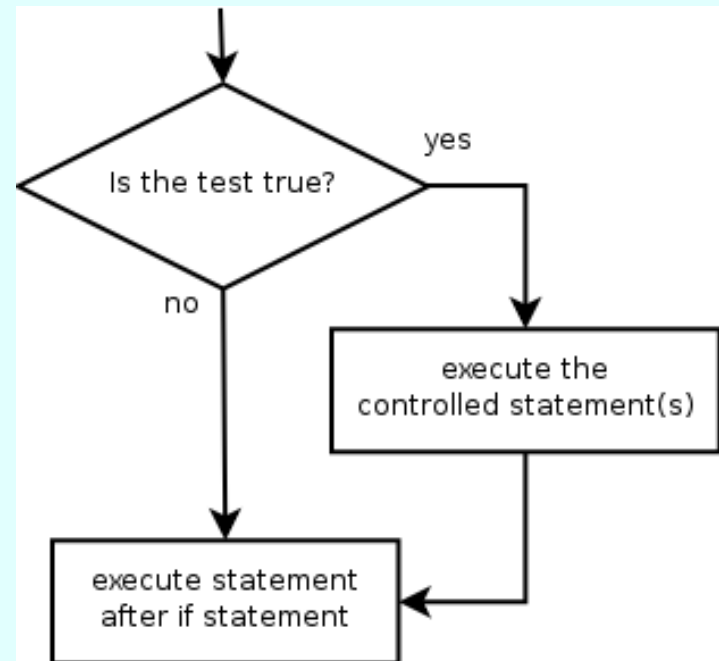 yes
Is the test true?
no
execute the
controlled statement(s)
execute statement
after if statement